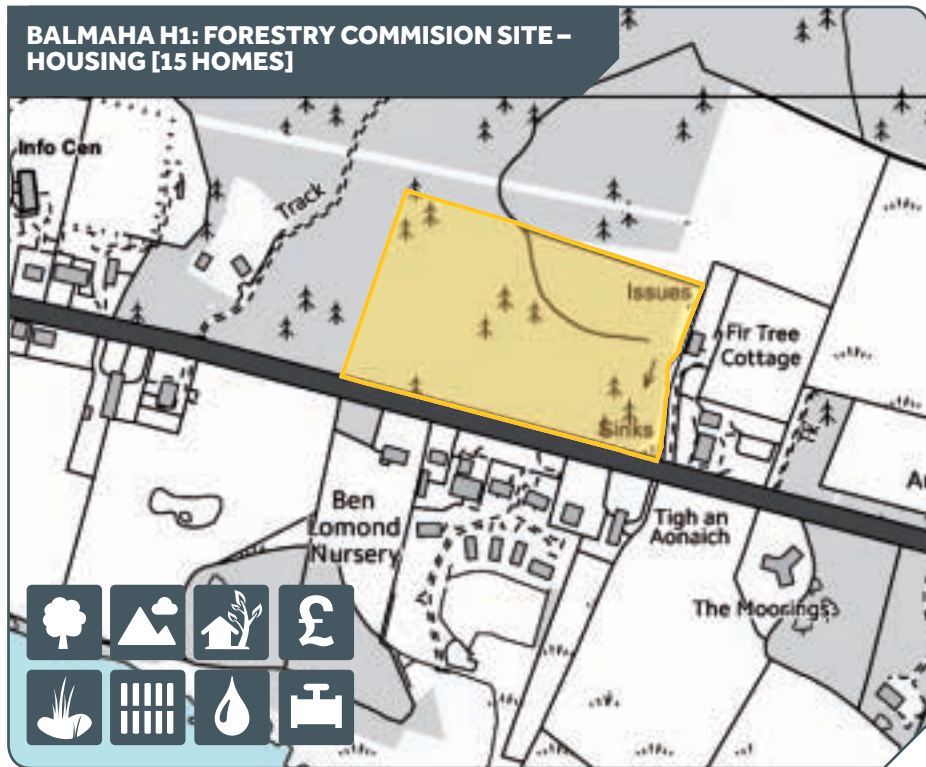 BALMAHA H1: FORESTRY COMMISION SITE –
HOUSING [15 HOMES]
Info Cen
Track
Issues
Fir Tree
Cottage
Sinks
Ben
Lomond
Nursery
Tigh an
Aonaich
The Moorings
£